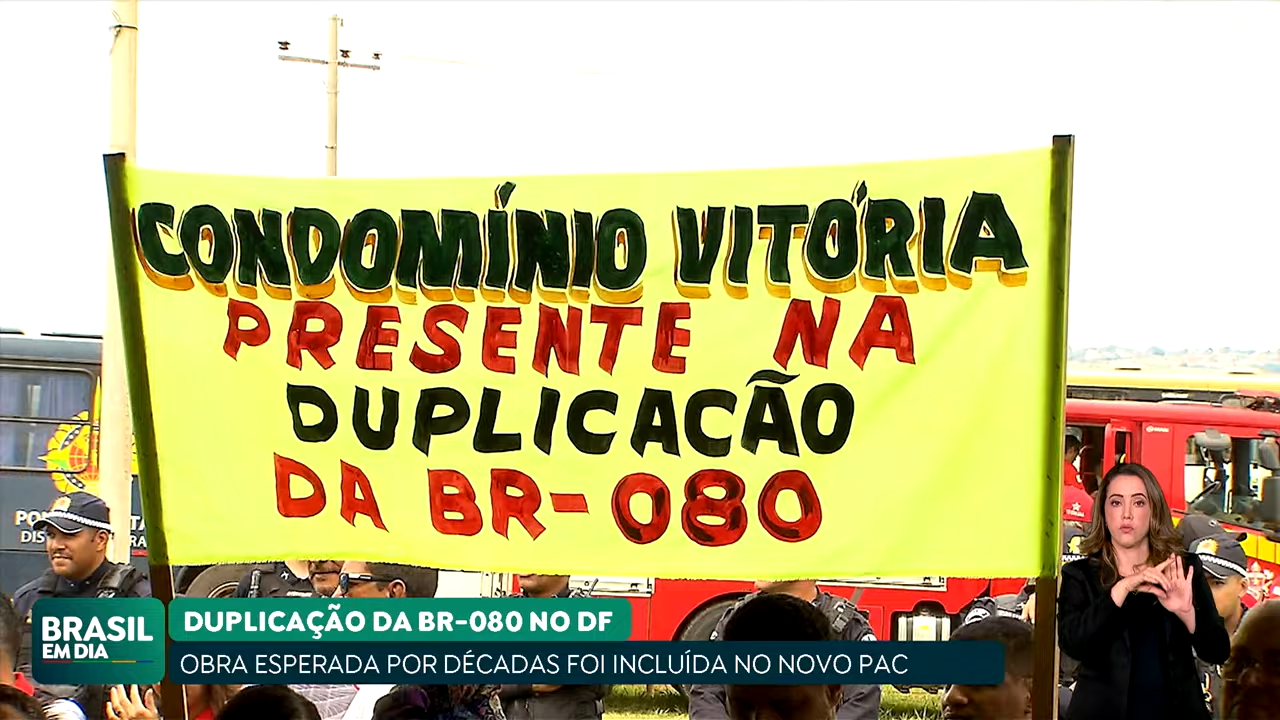 CONDOMÍNIO VITÓRIA
PRESENTE NA
DUPLICAÇÃO
DA BR-080
BRASIL
EM DIA
DUPLICAÇÃO DA BR-080 NO DF
OBRA ESPERADA POR DÉCADAS FOI INCLUÍDA NO NOVO PAC